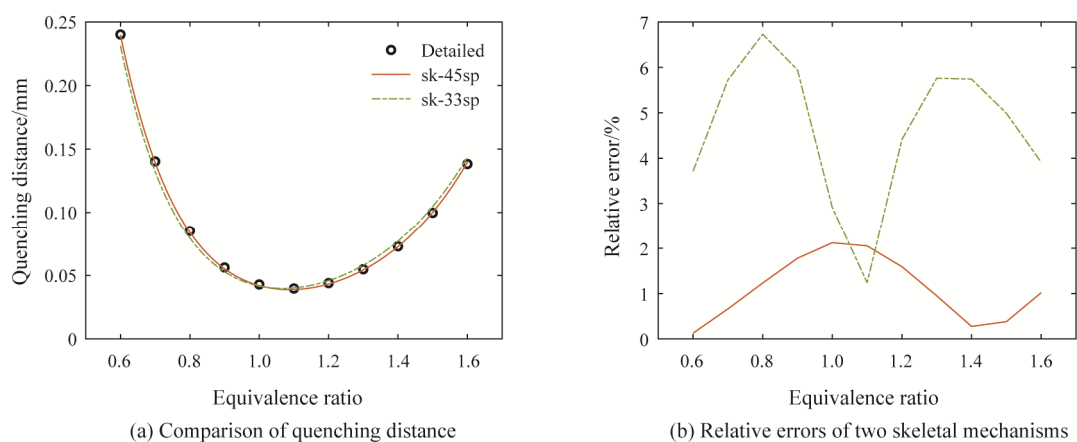 0.25
0.20
0.15
0.10
0.05
0
Quenching distance/mm
Detailed
sk-45sp
sk-33sp
0.6 0.8 1.0 1.2 1.4 1.6
Equivalence ratio
(a) Comparison of quenching distance
7
6
5
4
3
2
1
0
Relative error/%
0.6 0.8 1.0 1.2 1.4 1.6
Equivalence ratio
(b) Relative errors of two skeletal mechanisms